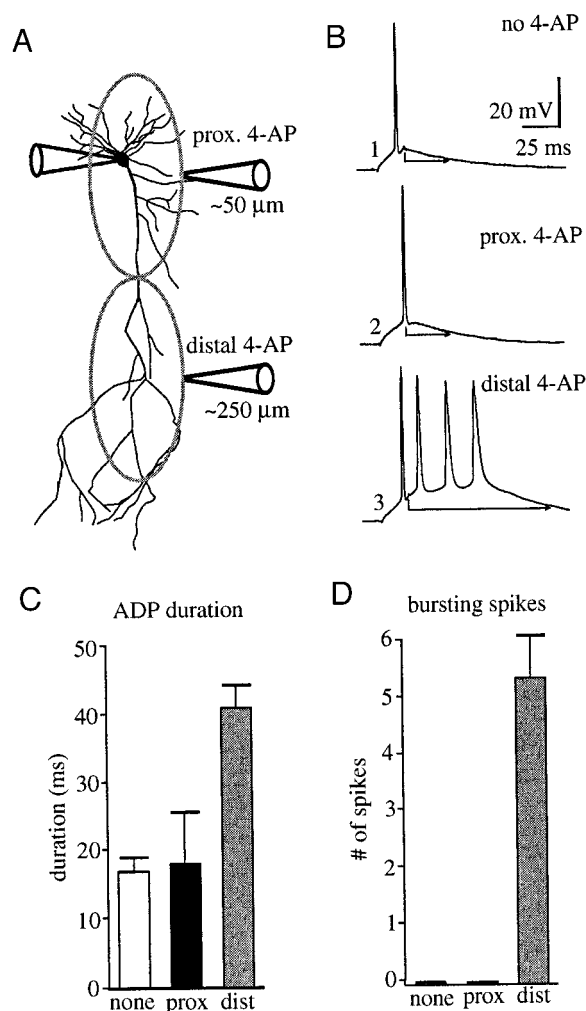 A
prox. 4-AP
~50 µm
distal 4-AP
~250 µm
B
no 4-AP
20 mV
25 ms
1
prox. 4-AP
2
distal 4-AP
3
C
ADP duration
50
40
30
20
10
0
duration (ms)
none prox dist
D
bursting spikes
6
5
4
3
2
1
0
# of spikes
none prox dist